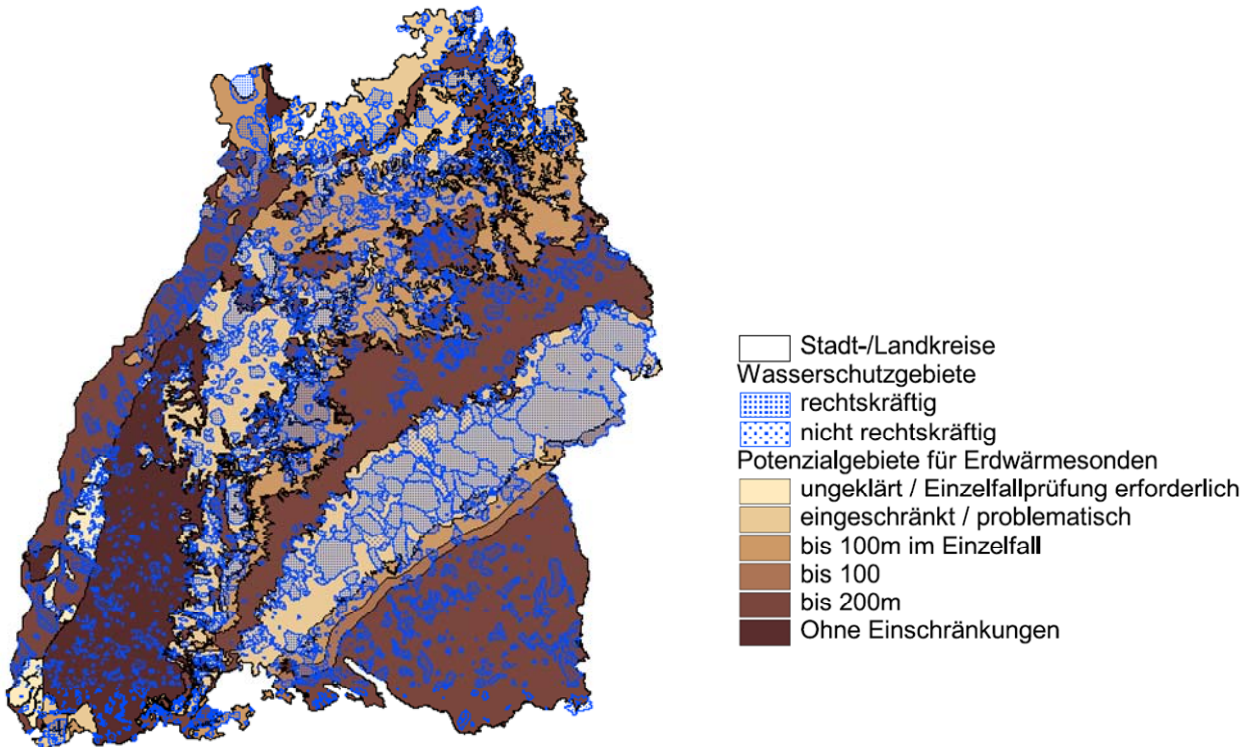 Stadt-/Landkreise
Wasserschutzgebiete
rechtskräftig
nicht rechtskräftig
Potenzialgebiete für Erdwärmesonden
ungeklärt / Einzelfallprüfung erforderlich
eingeschränkt / problematisch
bis 100m im Einzelfall
bis 100
bis 200m
Ohne Einschränkungen